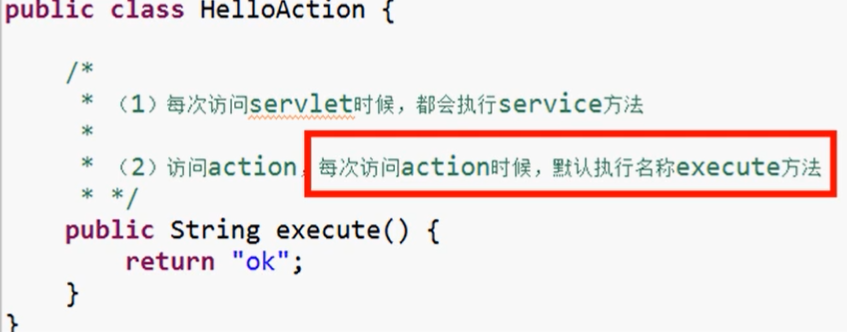 public class HelloAction {
/*
* （1）每次访问servlet时候，都会执行service方法
*
* （2）访问action，每次访问action时候，默认执行名称execute方法
* */
public String execute() {
return "ok";
}
}